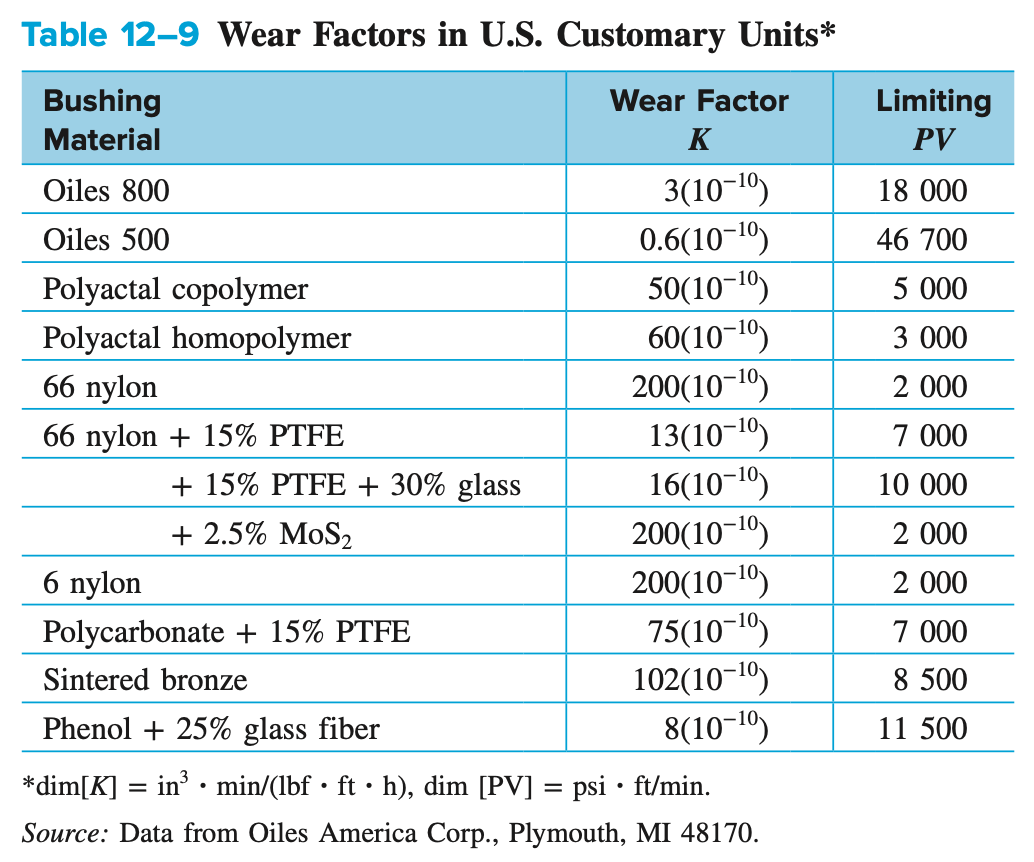 Table 12–9 Wear Factors in U.S. Customary Units*
Bushing Material Wear Factor K Limiting PV
Oiles 800 3(10⁻¹⁰) 18 000
Oiles 500 0.6(10⁻¹⁰) 46 700
Polyactal copolymer 50(10⁻¹⁰) 5 000
Polyactal homopolymer 60(10⁻¹⁰) 3 000
66 nylon 200(10⁻¹⁰) 2 000
66 nylon + 15% PTFE 13(10⁻¹⁰) 7 000
+ 15% PTFE + 30% glass 16(10⁻¹⁰) 10 000
+ 2.5% MoS₂ 200(10⁻¹⁰) 2 000
6 nylon 200(10⁻¹⁰) 2 000
Polycarbonate + 15% PTFE 75(10⁻¹⁰) 7 000
Sintered bronze 102(10⁻¹⁰) 8 500
Phenol + 25% glass fiber 8(10⁻¹⁰) 11 500
*dim[K] = in³ · min/(lbf · ft · h), dim [PV] = psi · ft/min.
Source: Data from Oiles America Corp., Plymouth, MI 48170.